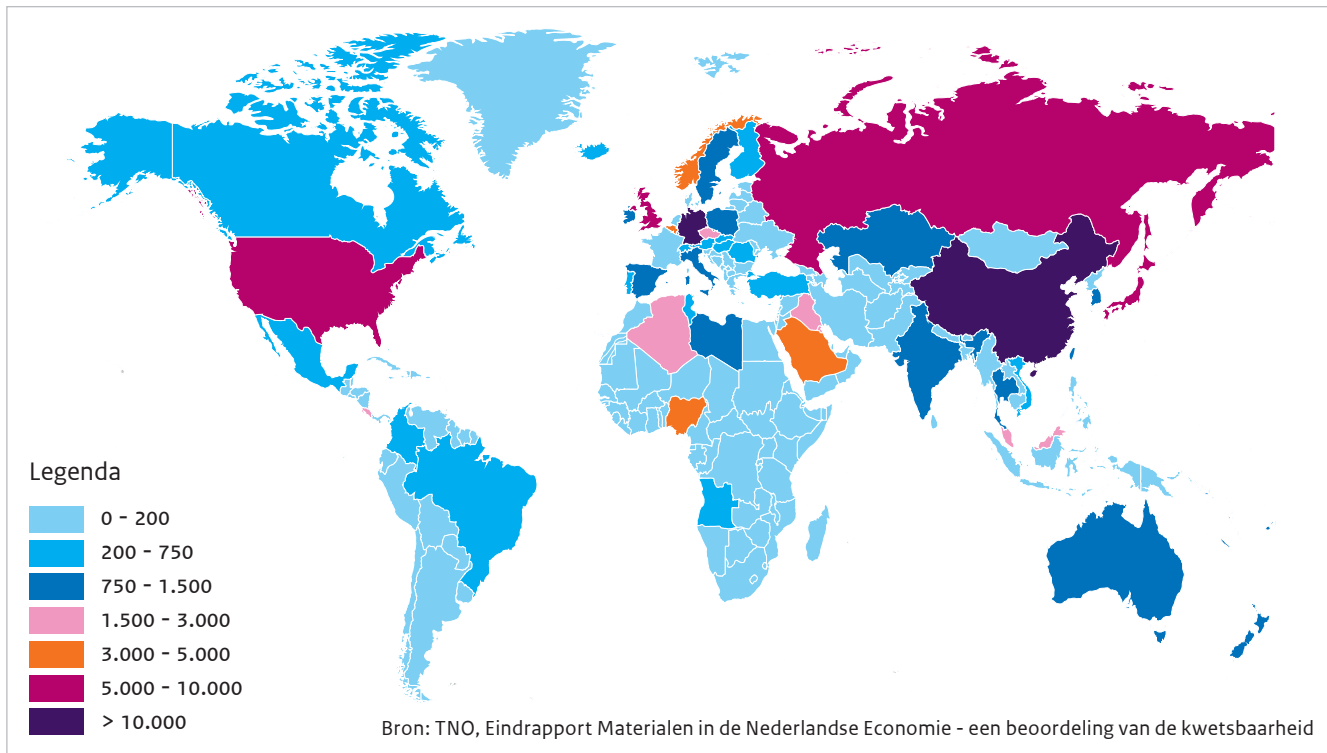 Legenda
0 - 200
200 - 750
750 - 1.500
1.500 - 3.000
3.000 - 5.000
5.000 - 10.000
> 10.000
Bron: TNO, Eindrapport Materialen in de Nederlandse Economie - een beoordeling van de kwetsbaarheid